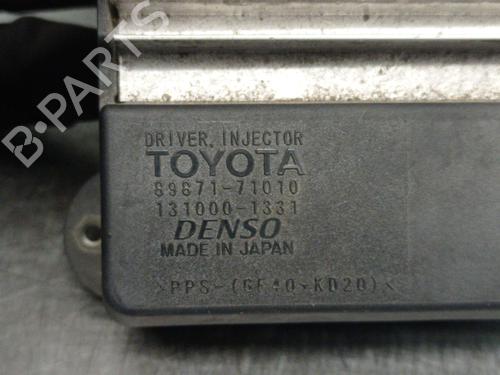 B-PARTS
DRIVER, INJECTOR
TOYOTA
89871-71010
131000-1331
DENSO
MADE IN JAPAN
>PPS-(GF40,KD20)<